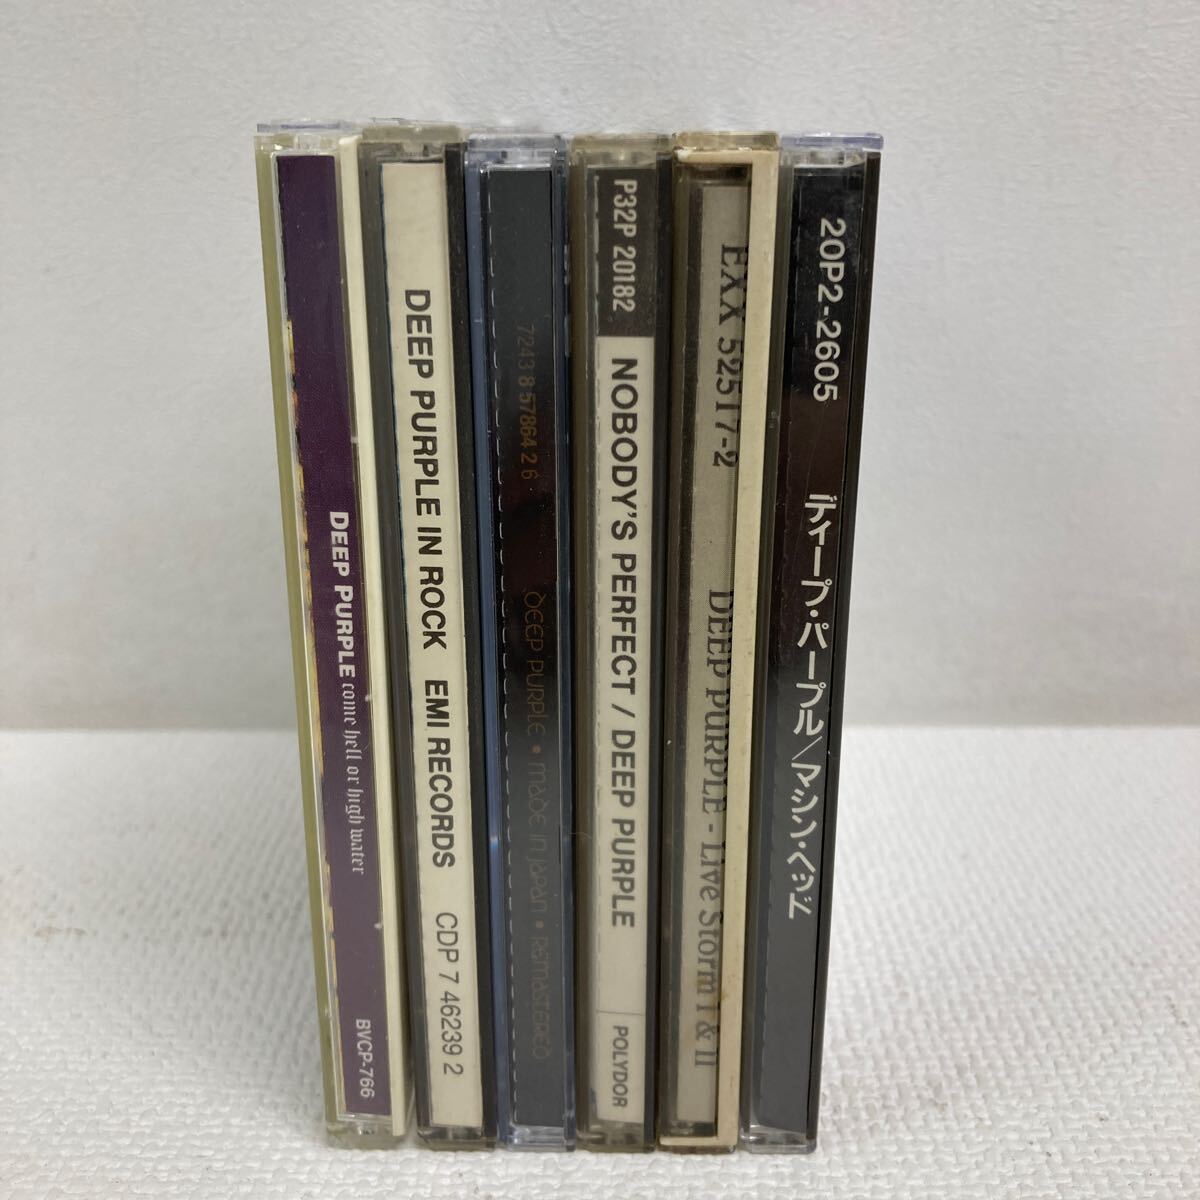 DEEP PURPLE come hell or high water BVCP-766
DEEP PURPLE IN ROCK EMI RECORDS CDP 7 46239 2
7243 8 57864 2 6 DEEP PURPLE • MADE IN JAPAN • REMASTERED
P32P 20182 NOBODY'S PERFECT / DEEP PURPLE POLYDOR
EXX 52517-2 DEEP PURPLE - Live Storm I & II
20P2-2605 ディープ・パープル/マシン・ヘッド